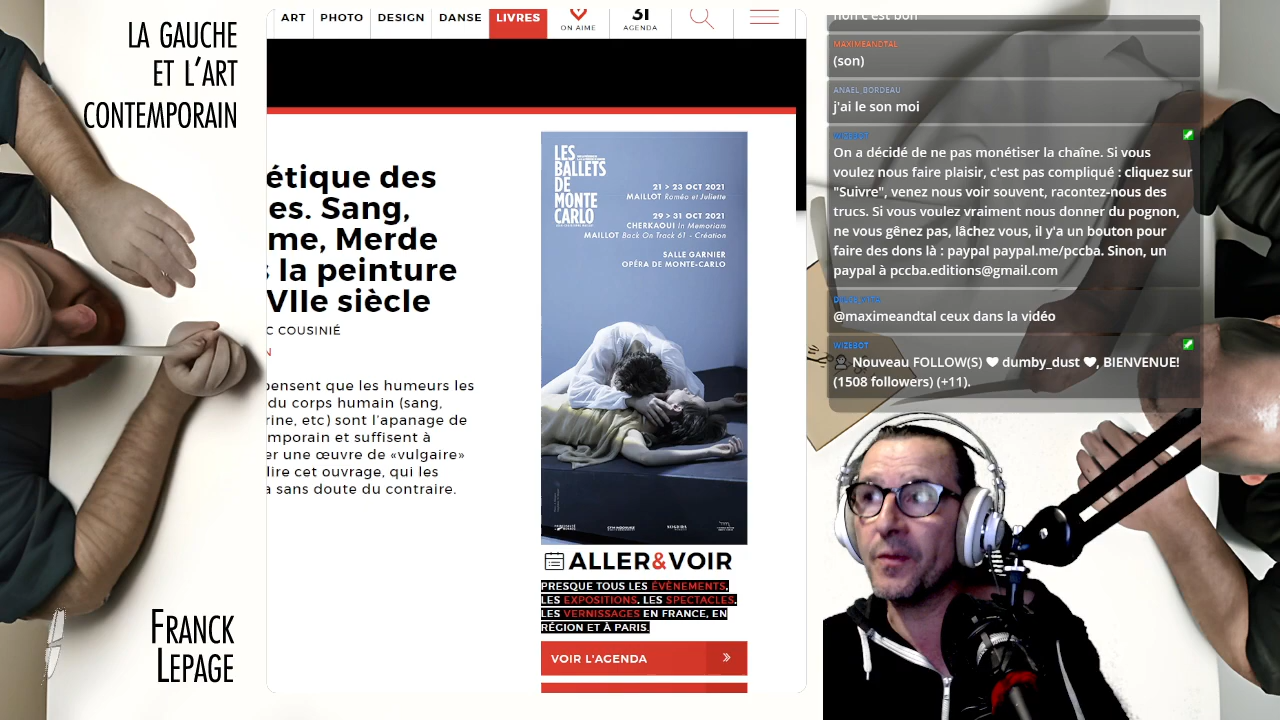 LA GAUCHE
ET L'ART
CONTEMPORAIN
FRANCK
LEPAGE
ART
PHOTO
DESIGN
DANSE
LIVRES
ON AIME
31
AGENDA
étique des
es. Sang,
me, Merde
la peinture
VIIe siècle
C COUSINIÉ
N
pensent que les humeurs les
du corps humain (sang,
rine, etc) sont l'apanage de
mporain et suffisent à
er une œuvre de «vulgaire»
lire cet ouvrage, qui les
a sans doute du contraire.
LES
BALLETS
DE
MONTE
CARLO
21 > 23 OCT 2021
MAILLOT Roméo et Juliette
29 > 31 OCT 2021
CHERKAOUI In Memoriam
MAILLOT Back On Track 61 - Création
SALLE GARNIER
OPÉRA DE MONTE-CARLO
ALLER&VOIR
PRESQUE TOUS LES ÉVÉNEMENTS,
LES EXPOSITIONS, LES SPECTACLES,
LES VERNISSAGES EN FRANCE, EN
RÉGION ET À PARIS.
VOIR L'AGENDA
non c'est bon
MAXIMEANDTAL
(son)
ANAEL_BORDEAU
j'ai le son moi
WIZEBOT
On a décidé de ne pas monétiser la chaîne. Si vous
voulez nous faire plaisir, c'est pas compliqué : cliquez sur
"Suivre", venez nous voir souvent, racontez-nous des
trucs. Si vous voulez vraiment nous donner du pognon,
ne vous gênez pas, lâchez vous, il y'a un bouton pour
faire des dons là : paypal paypal.me/pccba. Sinon, un
paypal à pccba.editions@gmail.com
@maximeandtal ceux dans la vidéo
WIZEBOT
Nouveau FOLLOW(S) ❤ dumby_dust ❤, BIENVENUE!
(1508 followers) (+11).